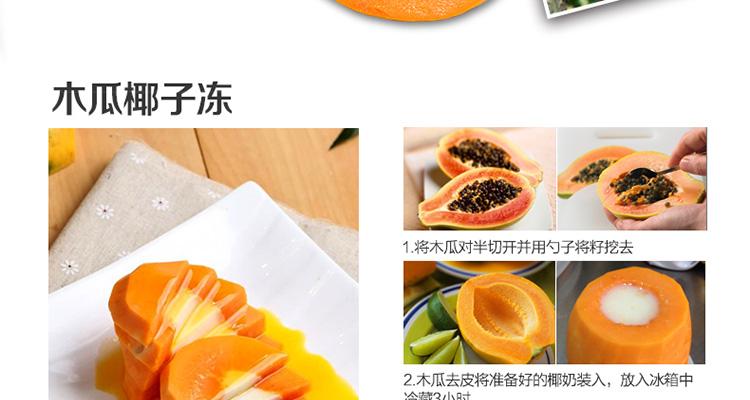 木瓜椰子冻
1.将木瓜对半切开并用勺子将籽挖去
2.木瓜去皮将准备好的椰奶装入，放入冰箱中
冷藏3小时